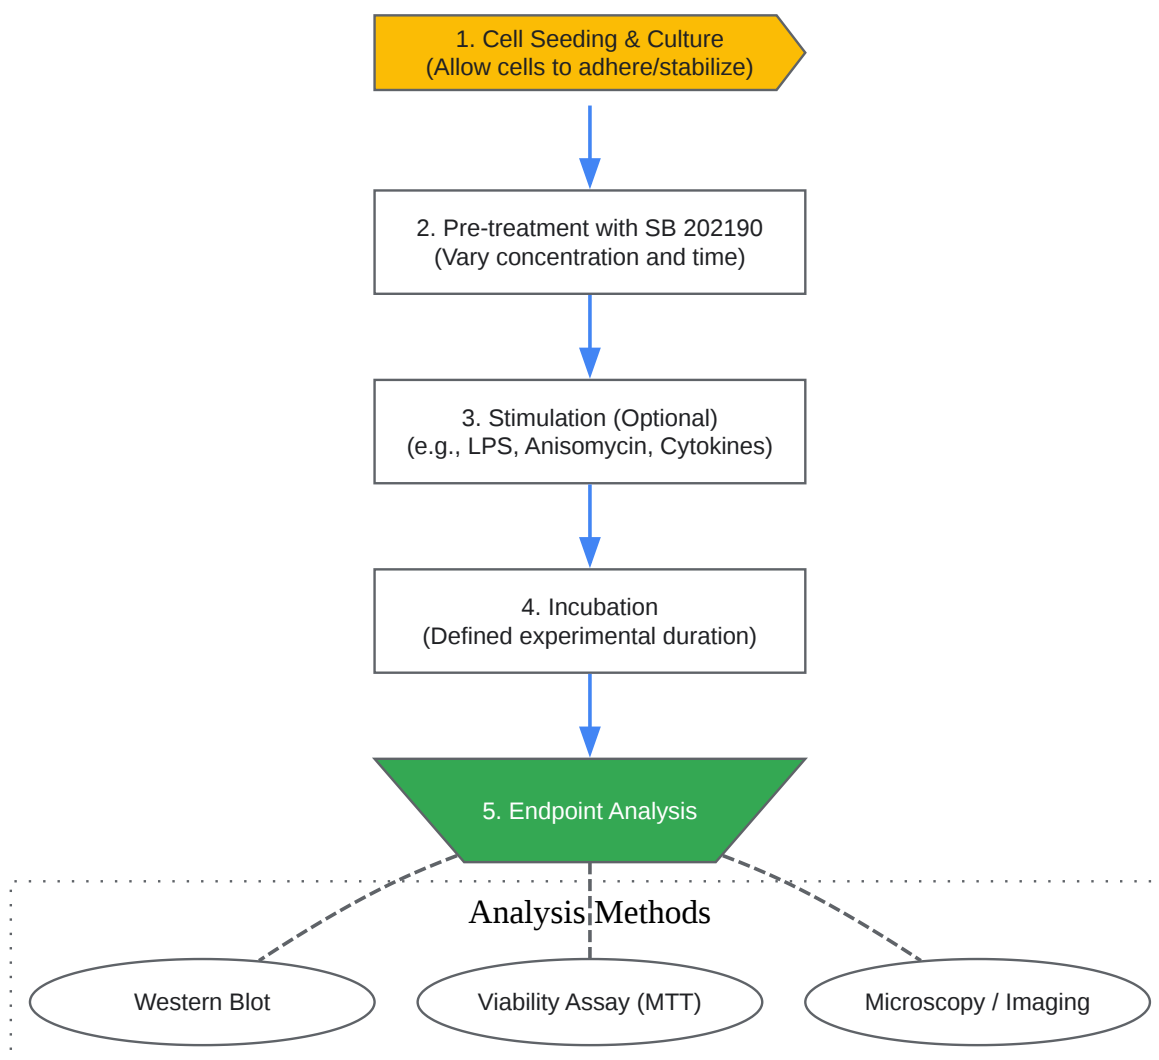 1. Cell Seeding & Culture
(Allow cells to adhere/stabilize)
2. Pre-treatment with SB 202190
(Vary concentration and time)
3. Stimulation (Optional)
(e.g., LPS, Anisomycin, Cytokines)
4. Incubation
(Defined experimental duration)
5. Endpoint Analysis
Analysis Methods
Western Blot
Viability Assay (MTT)
Microscopy / Imaging